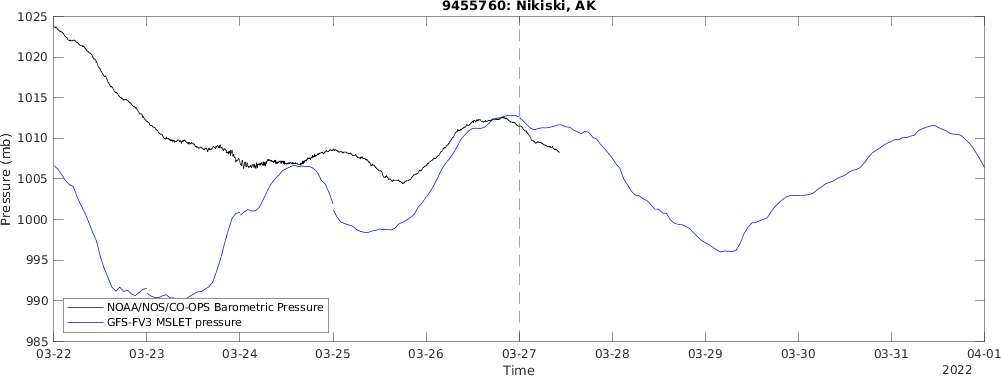 9455760: Nikiski, AK
Pressure (mb)
1025
1020
1015
1010
1005
1000
995
990
985
NOAA/NOS/CO-OPS Barometric Pressure
GFS-FV3 MSLET pressure
03-22 03-23 03-24 03-25 03-26 03-27 03-28 03-29 03-30 03-31 04-01
Time
2022